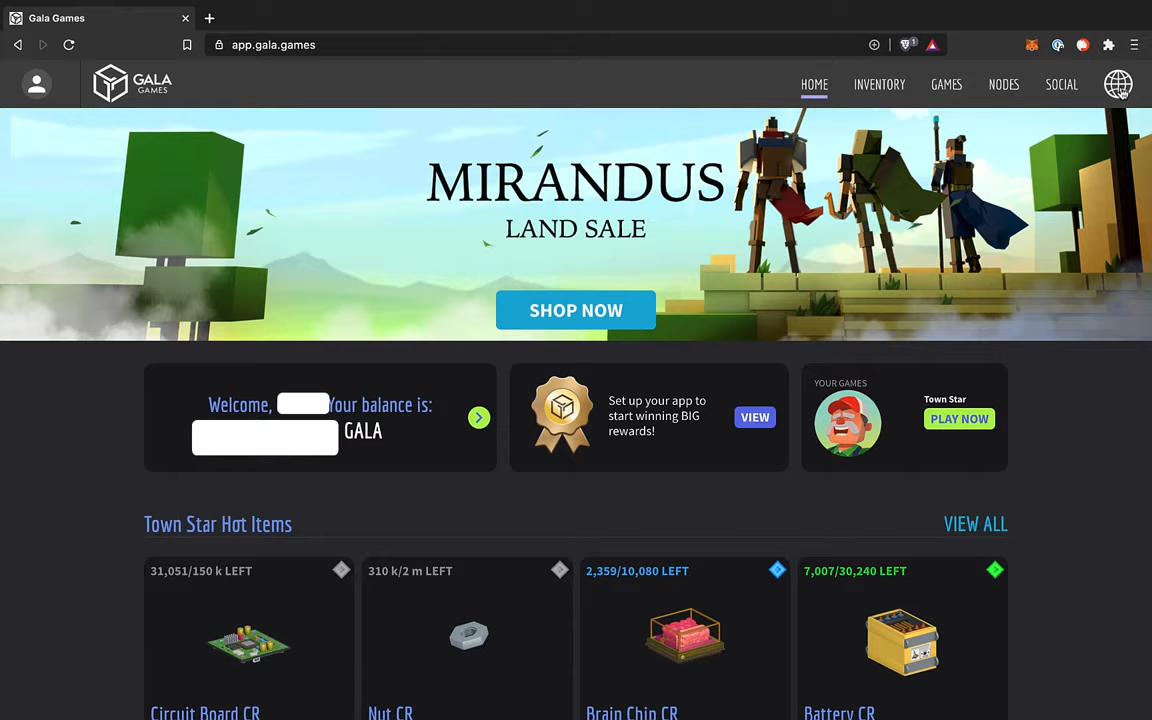 Gala Games
app.gala.games
1
GALA
GAMES
HOME
INVENTORY
GAMES
NODES
SOCIAL
MIRANDUS
LAND SALE
SHOP NOW
Welcome, Your balance is:
GALA
Set up your app to
start winning BIG
rewards!
VIEW
YOUR GAMES
Town Star
PLAY NOW
Town Star Hot Items
VIEW ALL
31,051/150 k LEFT
310 k/2 m LEFT
2,359/10,080 LEFT
7,007/30,240 LEFT
Circuit Board CR
Nut CR
Brain Chip CR
Battery CR